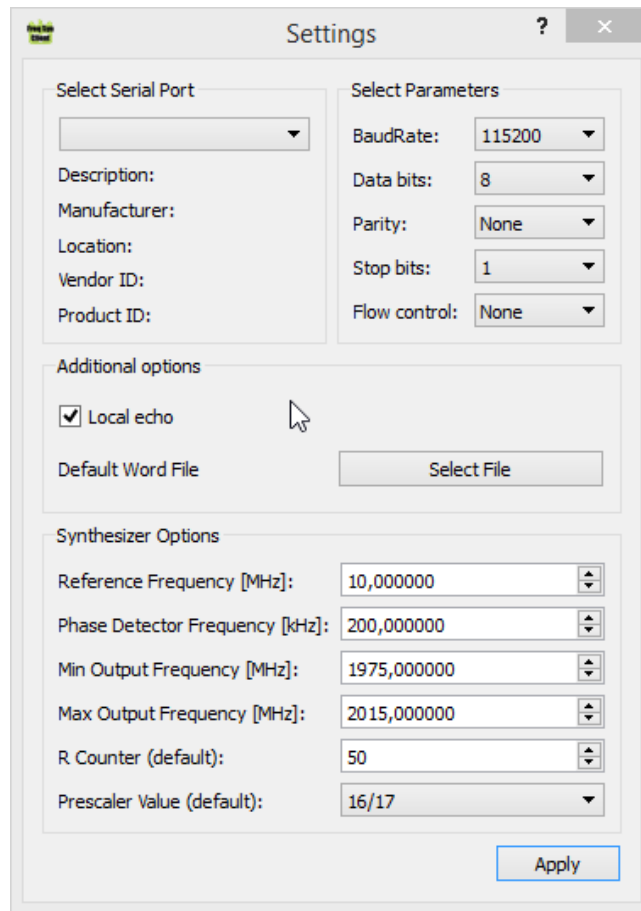 Freq Syn
Client
Settings
?
Select Serial Port
Description:
Manufacturer:
Location:
Vendor ID:
Product ID:
Select Parameters
BaudRate: 115200
Data bits: 8
Parity: None
Stop bits: 1
Flow control: None
Additional options
Local echo
Default Word File Select File
Synthesizer Options
Reference Frequency [MHz]: 10,000000
Phase Detector Frequency [kHz]: 200,000000
Min Output Frequency [MHz]: 1975,000000
Max Output Frequency [MHz]: 2015,000000
R Counter (default): 50
Prescaler Value (default): 16/17
Apply